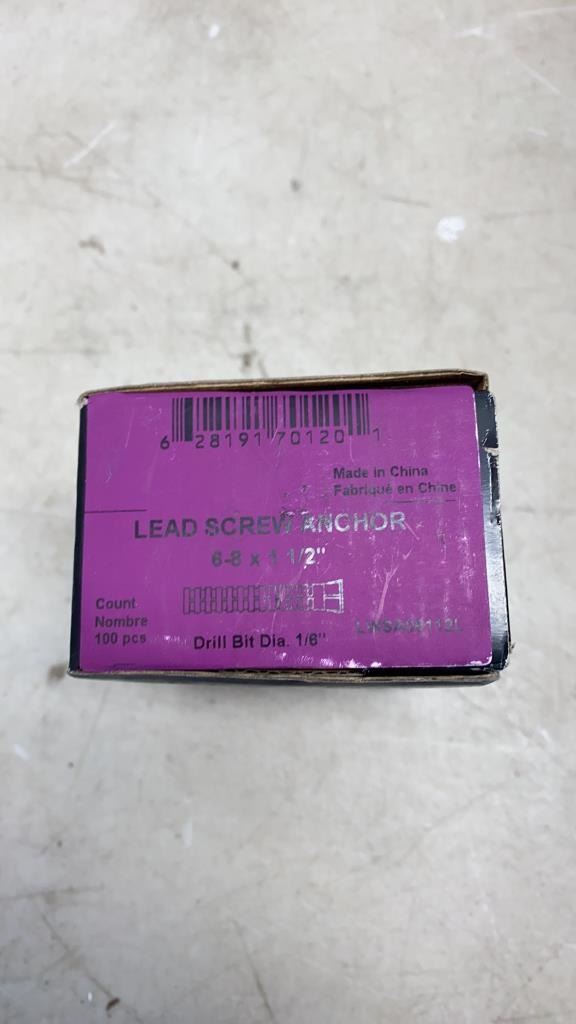 6 28191 70120 1
Made in China
Fabriqué en Chine
LEAD SCREW ANCHOR
6-8 x 1 1/2"
Count
Nombre
100 pcs
Drill Bit Dia. 1/6"